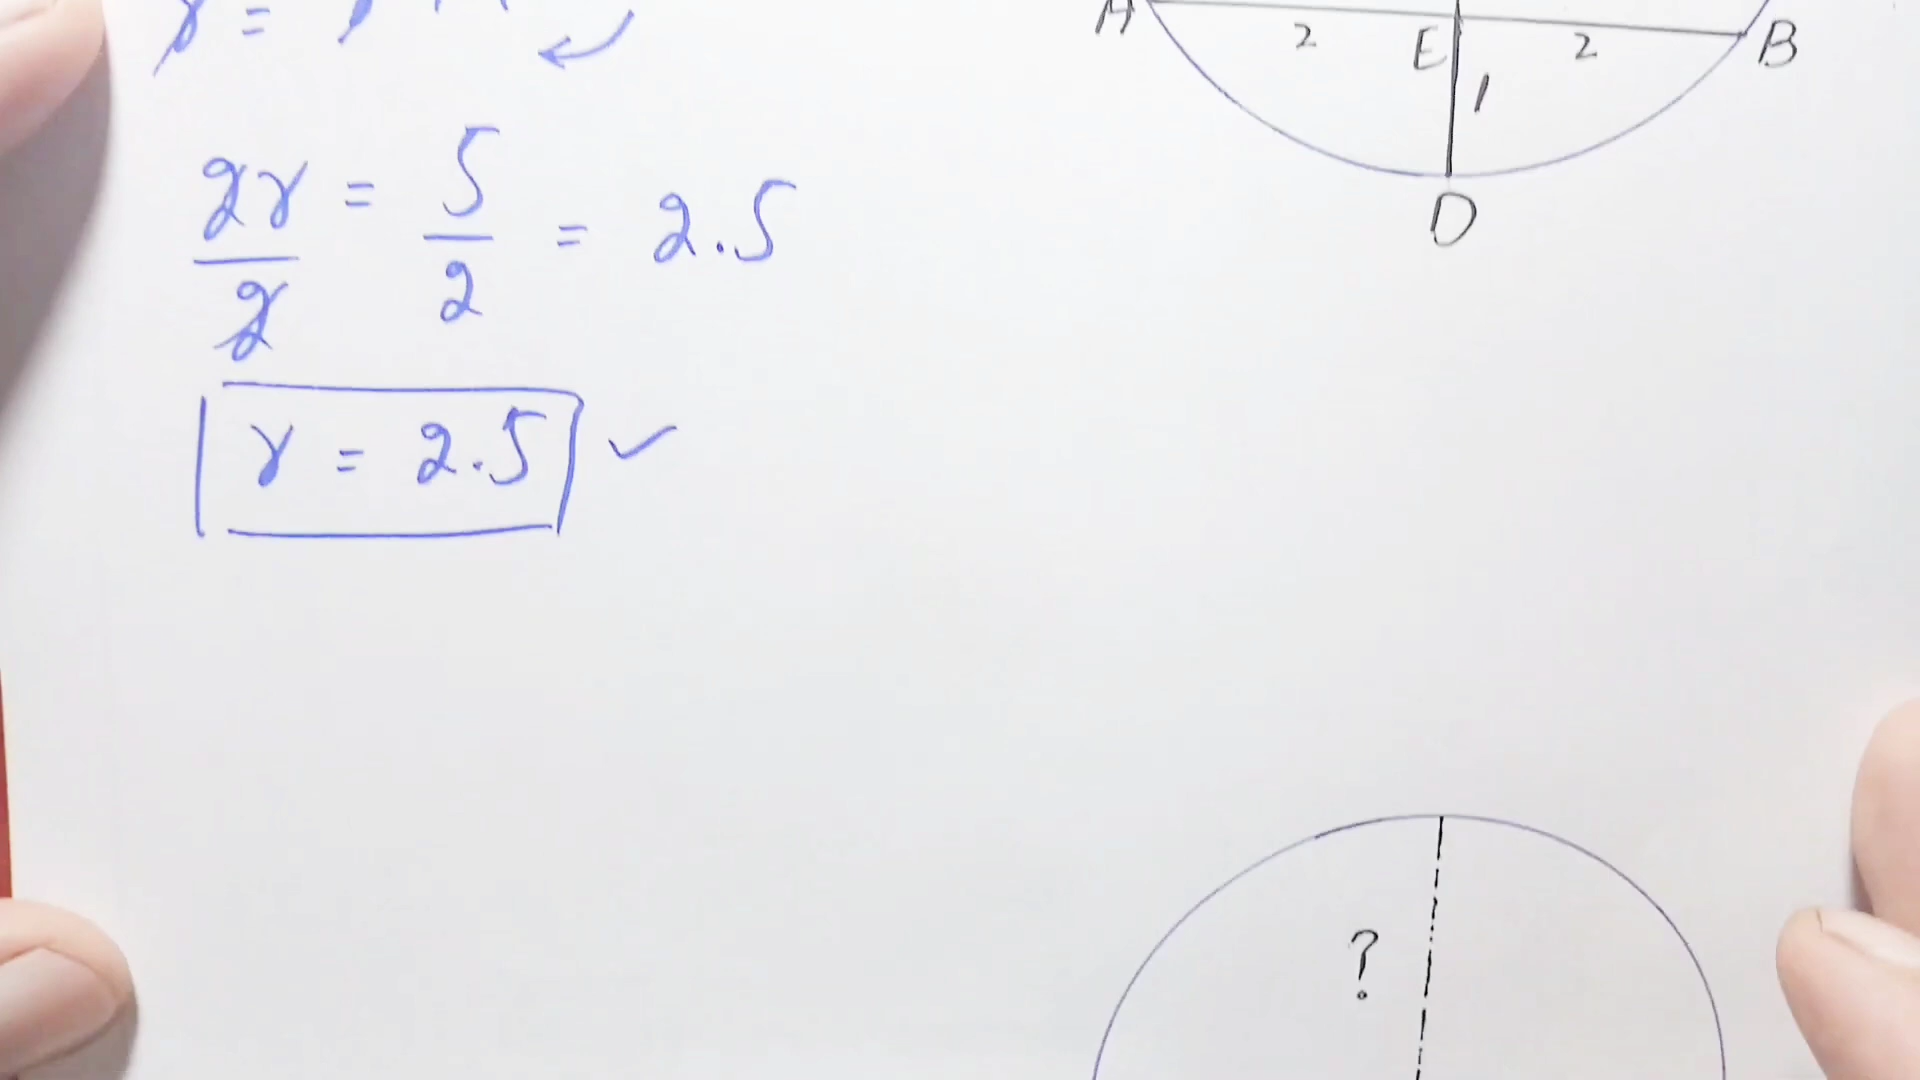 2r/2 = 5/2 = 2.5
r = 2.5 ✓
A 2 E 2 B
1
D
?